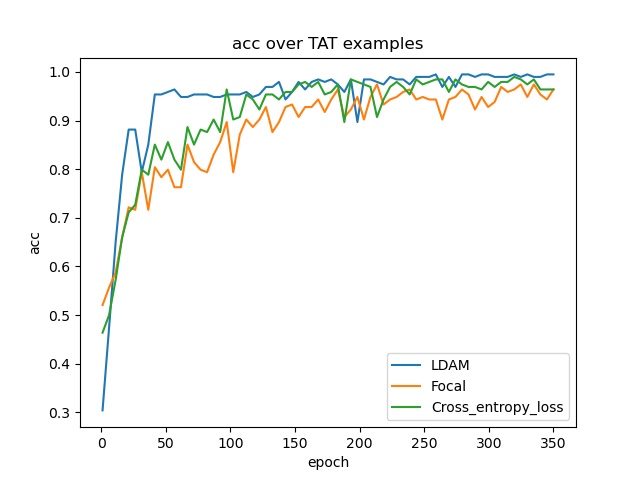 acc over TAT examples
1.0
0.9
0.8
0.7
0.6
0.5
0.4
0.3
acc
LDAM
Focal
Cross_entropy_loss
0 50 100 150 200 250 300 350
epoch